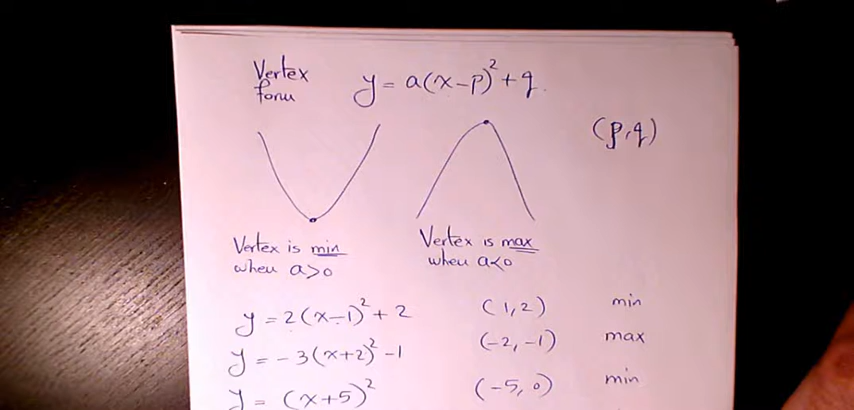 Vertex form y = a(x-p)² + q.
(p,q)
Vertex is min when a>0
Vertex is max when a<0
y = 2(x-1)² + 2 (1,2) min
y = -3(x+2)² -1 (-2,-1) max
y = (x+5)² (-5,0) min